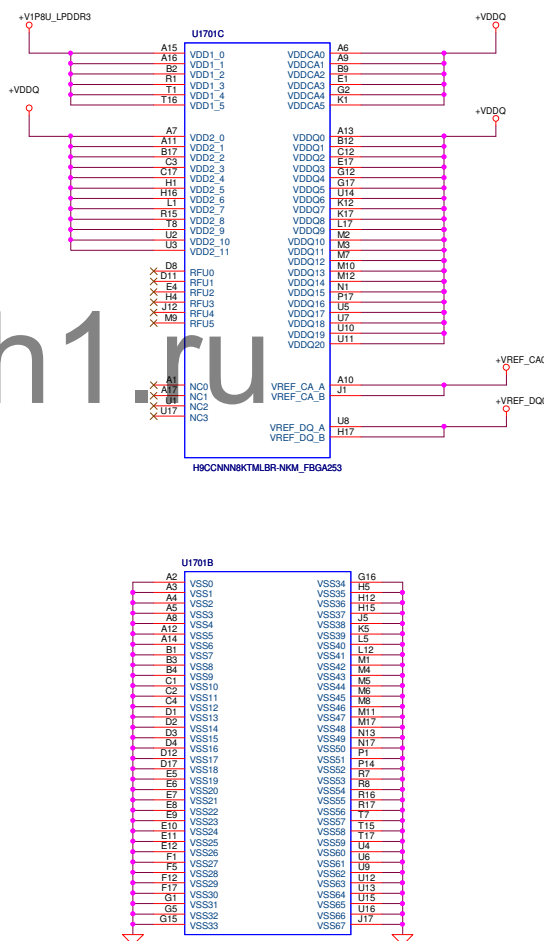 +V1P8U_LPDDR3
+VDDQ
U1701C
A15 VDD1_0 VDDCA0 A6
A16 VDD1_1 VDDCA1 A9
B2 VDD1_2 VDDCA2 B9
R1 VDD1_3 VDDCA3 E1
T1 VDD1_4 VDDCA4 G2
T16 VDD1_5 VDDCA5 K1
+VDDQ
+VDDQ
A7 VDD2_0 VDDQ0 A13
A11 VDD2_1 VDDQ1 B12
B17 VDD2_2 VDDQ2 C12
C3 VDD2_3 VDDQ3 E17
C17 VDD2_4 VDDQ4 G12
H1 VDD2_5 VDDQ5 G17
H16 VDD2_6 VDDQ6 U14
L1 VDD2_7 VDDQ7 K12
R15 VDD2_8 VDDQ8 K17
T8 VDD2_9 VDDQ9 L17
U2 VDD2_10 VDDQ10 M2
U3 VDD2_11 VDDQ11 M3
VDDQ12 M7
D8 RFU0 VDDQ13 M10
D11 RFU1 VDDQ14 M12
E4 RFU2 VDDQ15 N1
H4 RFU3 VDDQ16 P17
J12 RFU4 VDDQ17 U5
M9 RFU5 VDDQ18 U7
VDDQ19 U10
VDDQ20 U11
h1.ru
+VREF_CA0
A1 NC0 VREF_CA_A A10
A17 NC1 VREF_CA_B J1
U1 NC2
U17 NC3
+VREF_DQ0
VREF_DQ_A U8
VREF_DQ_B H17
H9CCNNN8KTMLBR-NKM_FBGA253
U1701B
A2 VSS0 VSS34 G16
A3 VSS1 VSS35 H5
A4 VSS2 VSS36 H12
A5 VSS3 VSS37 H15
A8 VSS4 VSS38 J5
A12 VSS5 VSS39 K5
A14 VSS6 VSS40 L5
B1 VSS7 VSS41 L12
B3 VSS8 VSS42 M1
B4 VSS9 VSS43 M4
C1 VSS10 VSS44 M5
C2 VSS11 VSS45 M6
C4 VSS12 VSS46 M8
D1 VSS13 VSS47 M11
D2 VSS14 VSS48 M17
D3 VSS15 VSS49 N13
D4 VSS16 VSS50 N17
D12 VSS17 VSS51 P1
D17 VSS18 VSS52 P14
E5 VSS19 VSS53 R7
E6 VSS20 VSS54 R8
E7 VSS21 VSS55 R16
E8 VSS22 VSS56 R17
E9 VSS23 VSS57 T7
E10 VSS24 VSS58 T15
E11 VSS25 VSS59 T17
E12 VSS26 VSS60 U4
F1 VSS27 VSS61 U6
F5 VSS28 VSS62 U9
F12 VSS29 VSS63 U12
F17 VSS30 VSS64 U13
G1 VSS31 VSS65 U15
G5 VSS32 VSS66 U16
G15 VSS33 VSS67 J17